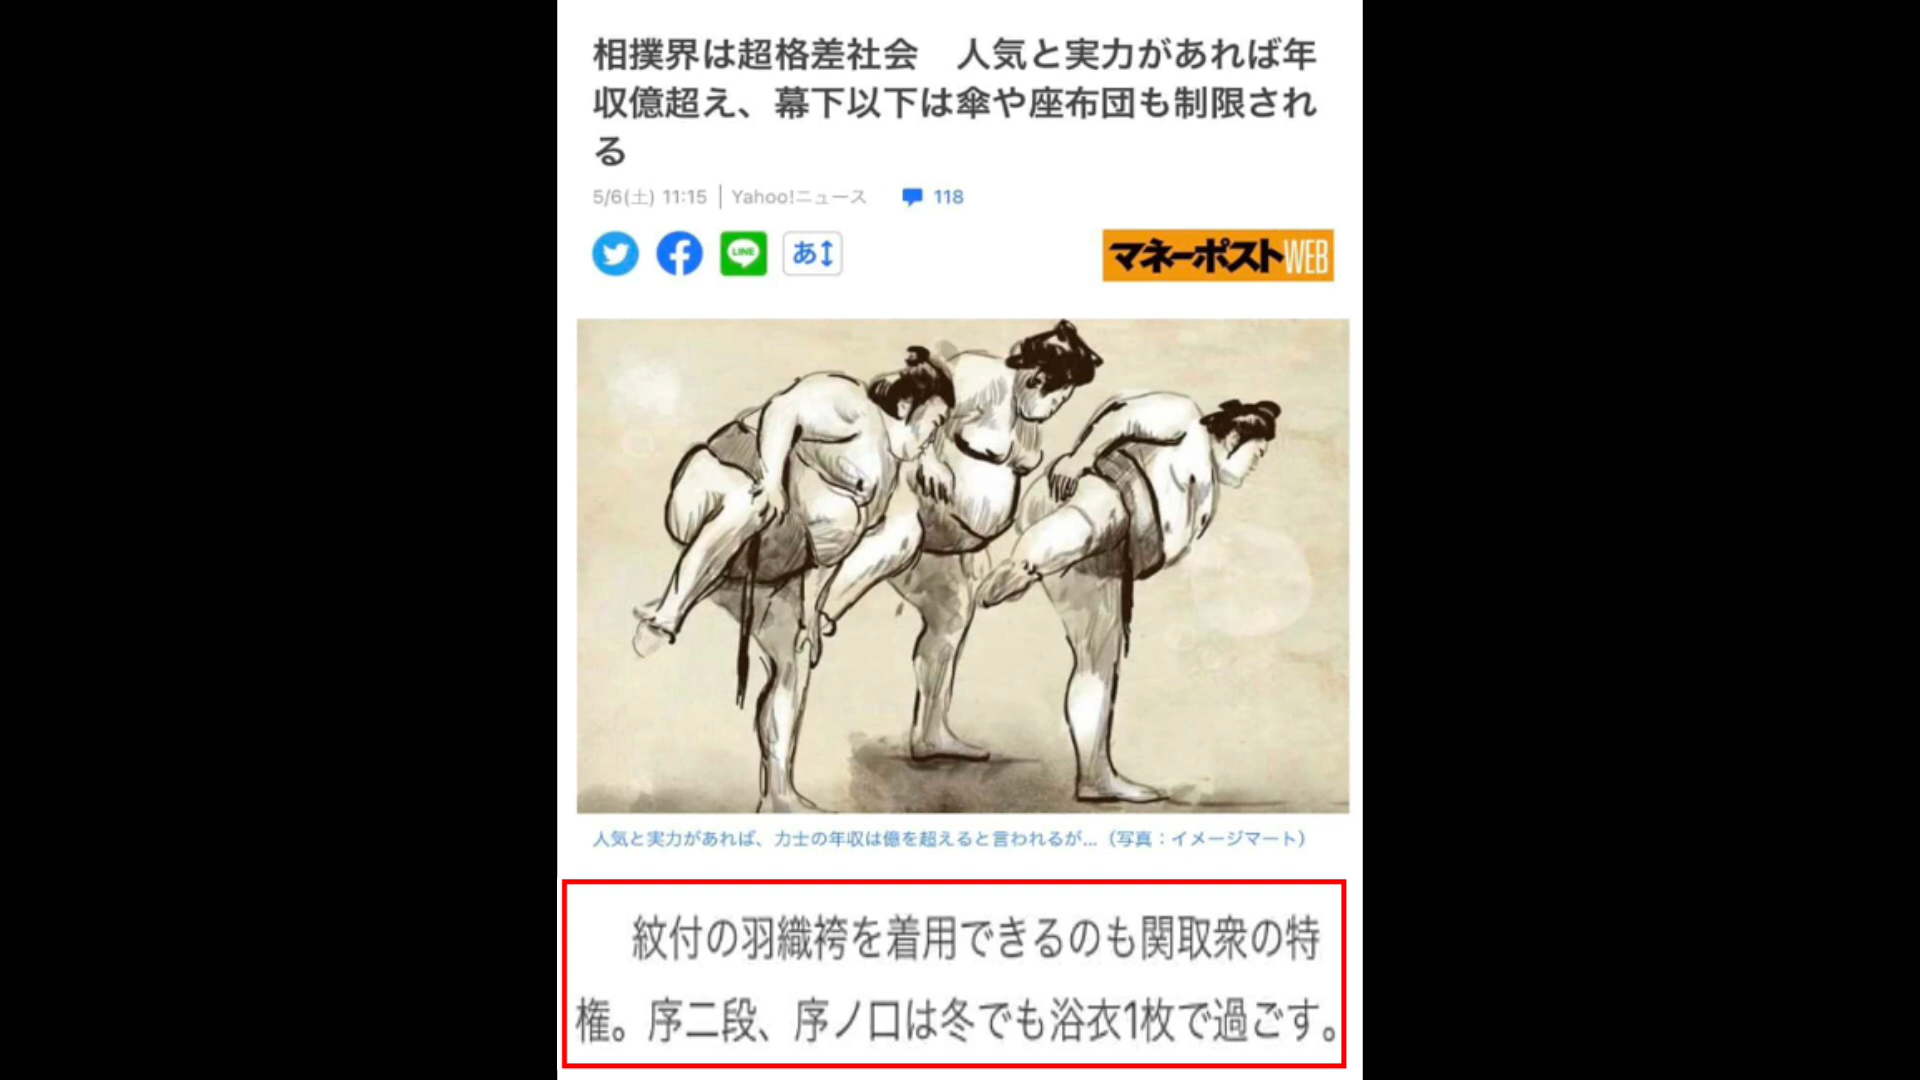 相撲界は超格差社会　人気と実力があれば年
収億超え、幕下以下は傘や座布団も制限され
る
5/6(土) 11:15 | Yahoo!ニュース 118
LINE あ↕ マネーポストWEB
人気と実力があれば、力士の年収は億を超えると言われるが...（写真：イメージマート）
紋付の羽織袴を着用できるのも関取衆の特
権。序二段、序ノ口は冬でも浴衣1枚で過ごす。